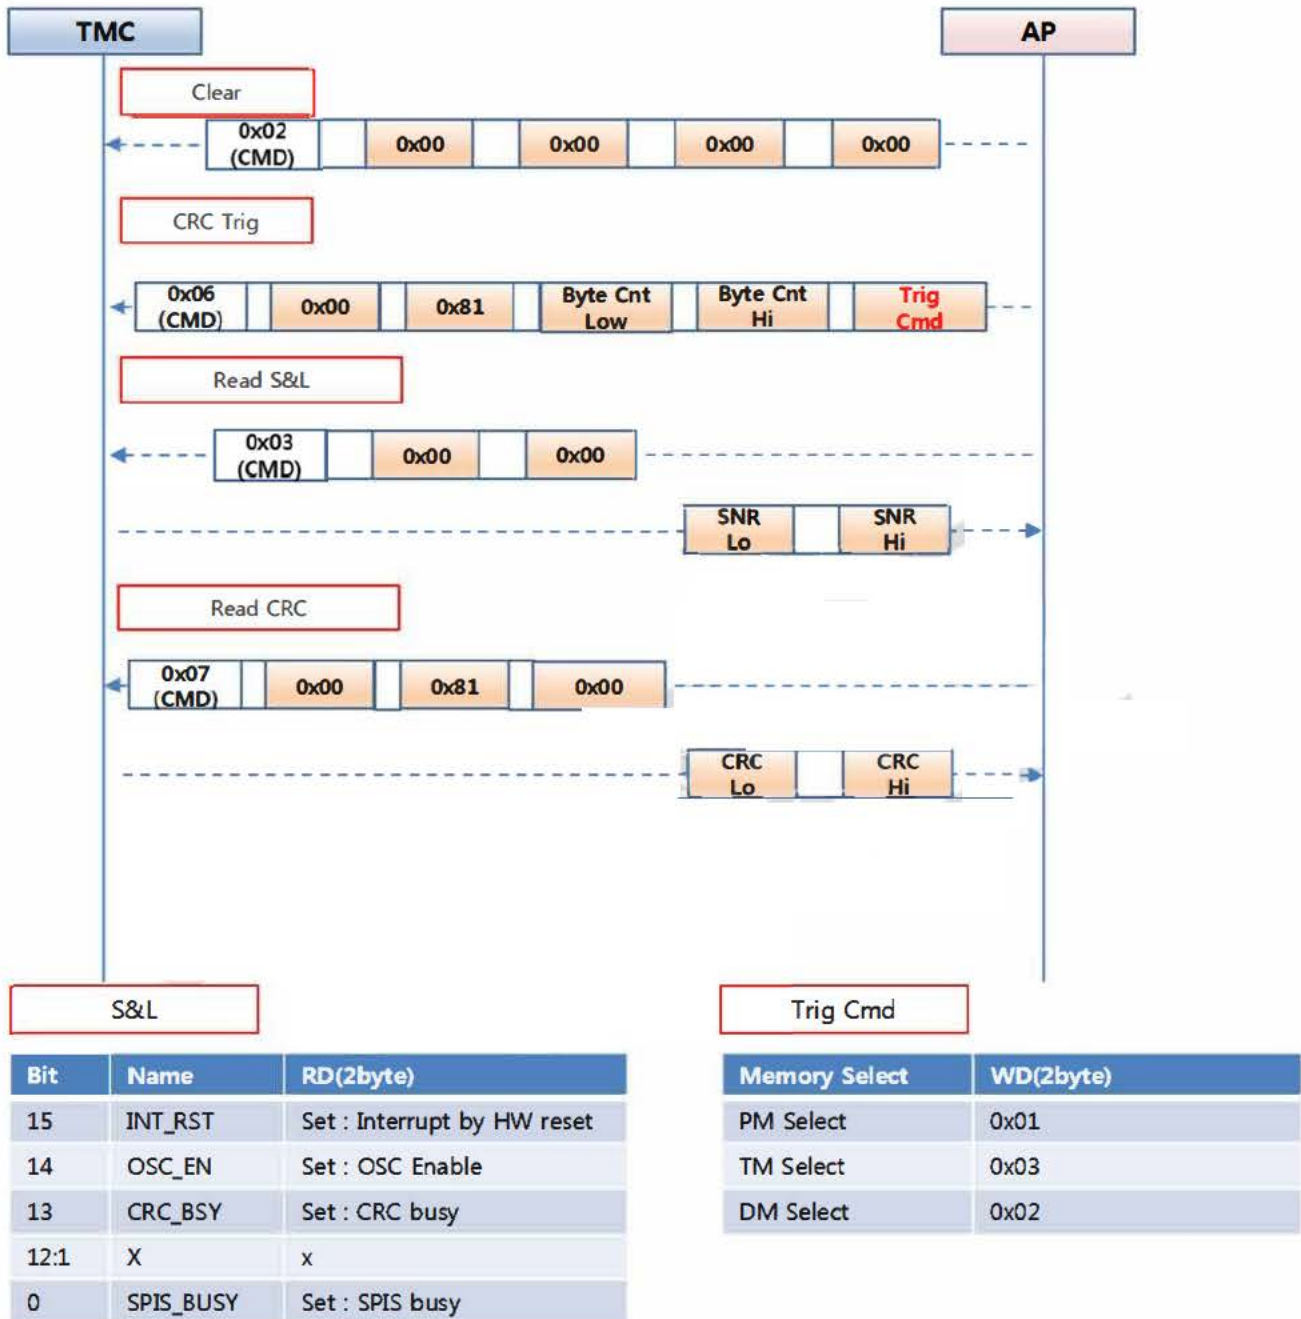 TMC AP
Clear
0x02
(CMD) 0x00 0x00 0x00 0x00
CRC Trig
0x06
(CMD) 0x00 0x81 Byte Cnt
Low Byte Cnt
Hi Trig
Cmd
Read S&L
0x03
(CMD) 0x00 0x00
SNR
Lo SNR
Hi
Read CRC
0x07
(CMD) 0x00 0x81 0x00
CRC
Lo CRC
Hi
S&L
Bit Name RD(2byte)
15 INT_RST Set : Interrupt by HW reset
14 OSC_EN Set : OSC Enable
13 CRC_BSY Set : CRC busy
12:1 X x
0 SPIS_BUSY Set : SPIS busy
Trig Cmd
Memory Select WD(2byte)
PM Select 0x01
TM Select 0x03
DM Select 0x02